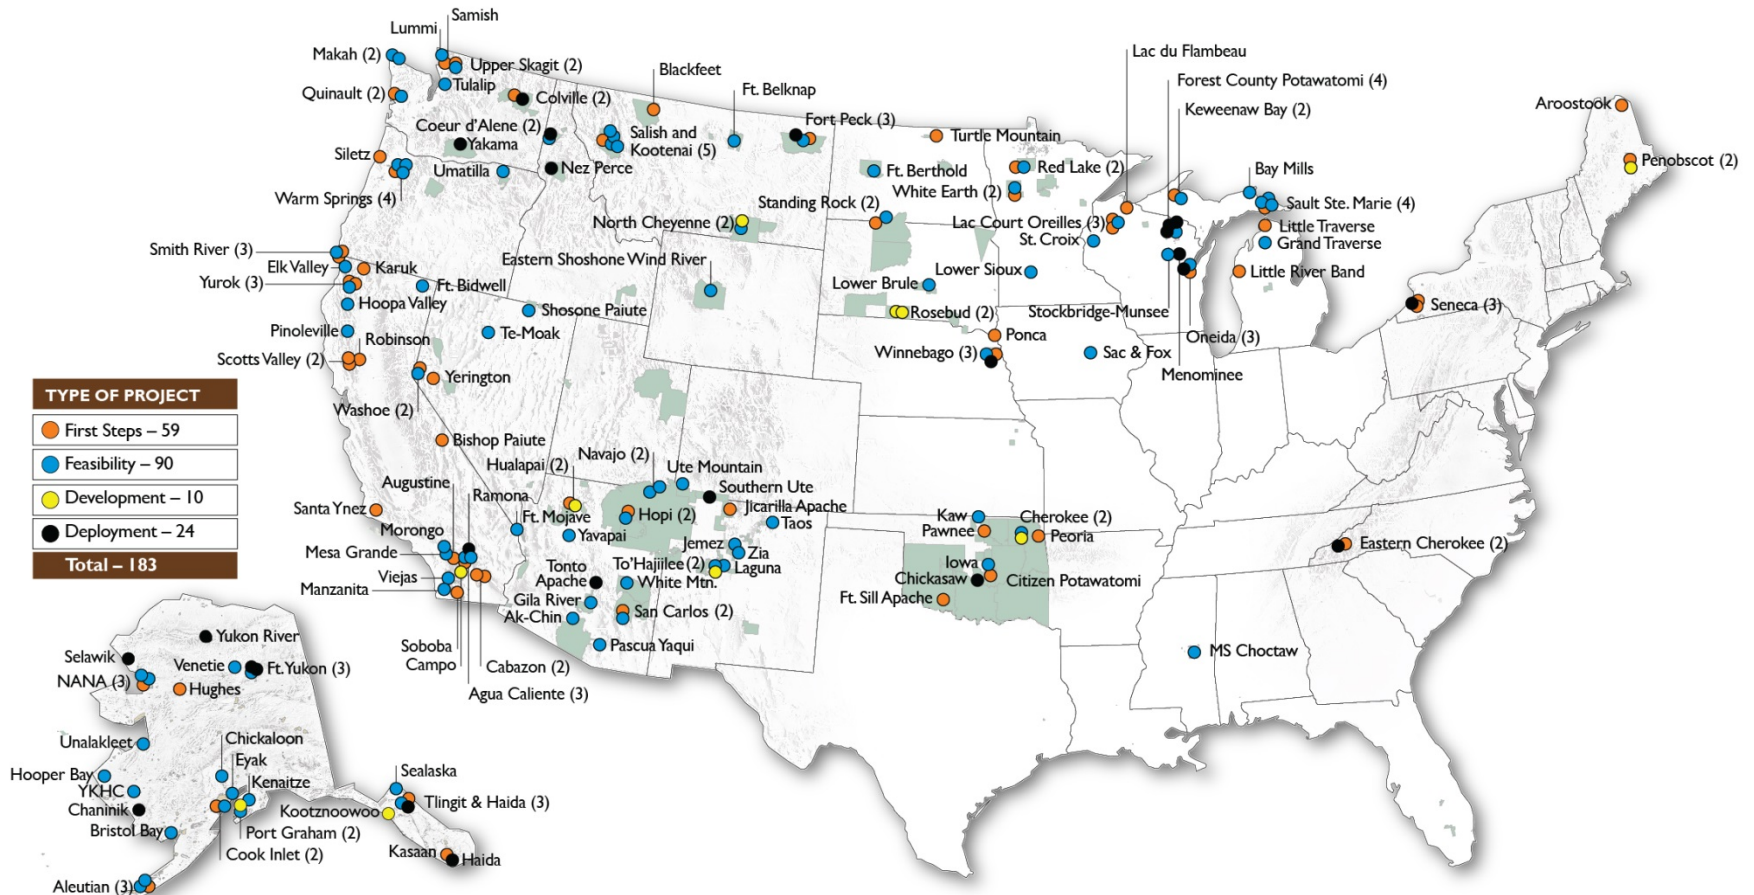 Samish
Lummi
Makah (2)
Upper Skagit (2)
Tulalip
Quinault (2)
Colville (2)
Coeur d'Alene (2)
Yakama
Siletz
Umatilla
Nez Perce
Warm Springs (4)
Blackfeet
Ft. Belknap
Fort Peck (3)
Salish and
Kootenai (5)
Turtle Mountain
Ft. Berthold
Red Lake (2)
White Earth (2)
Standing Rock (2)
North Cheyenne (2)
Eastern Shoshone Wind River
Lac du Flambeau
Forest County Potawatomi (4)
Keweenaw Bay (2)
Bay Mills
Sault Ste. Marie (4)
Little Traverse
Grand Traverse
Little River Band
Lac Court Oreilles (3)
St. Croix
Lower Sioux
Lower Brule
Rosebud (2)
Stockbridge-Munsee
Oneida (3)
Menominee
Ponca
Winnebago (3)
Sac & Fox
Aroostook
Penobscot (2)
Seneca (3)
Smith River (3)
Elk Valley
Karuk
Yurok (3)
Ft. Bidwell
Hoopa Valley
Shosone Paiute
Te-Moak
Pinoleville
Robinson
Scotts Valley (2)
Yerington
Washoe (2)
Bishop Paiute
TYPE OF PROJECT
First Steps – 59
Feasibility – 90
Development – 10
Deployment – 24
Total – 183
Augustine
Ramona
Santa Ynez
Morongo
Mesa Grande
Viejas
Manzanita
Soboba
Campo
Cabazon (2)
Agua Caliente (3)
Hualapai (2)
Navajo (2)
Ute Mountain
Southern Ute
Jicarilla Apache
Ft. Mojave
Hopi (2)
Taos
Yavapai
Jemez
Zia
To'Hajiilee (2)
Laguna
Tonto
Apache
White Mtn.
Gila River
San Carlos (2)
Ak-Chin
Pascua Yaqui
Kaw
Cherokee (2)
Pawnee
Peoria
Iowa
Chickasaw
Citizen Potawatomi
Ft. Sill Apache
Eastern Cherokee (2)
MS Choctaw
Yukon River
Selawik
Venetie
Ft. Yukon (3)
NANA (3)
Hughes
Unalakleet
Chickaloon
Eyak
Hooper Bay
Kenaitze
YKHC
Chaninik
Bristol Bay
Port Graham (2)
Cook Inlet (2)
Aleutian (3)
Sealaska
Tlingit & Haida (3)
Kootznoowoo
Kasaan
Haida